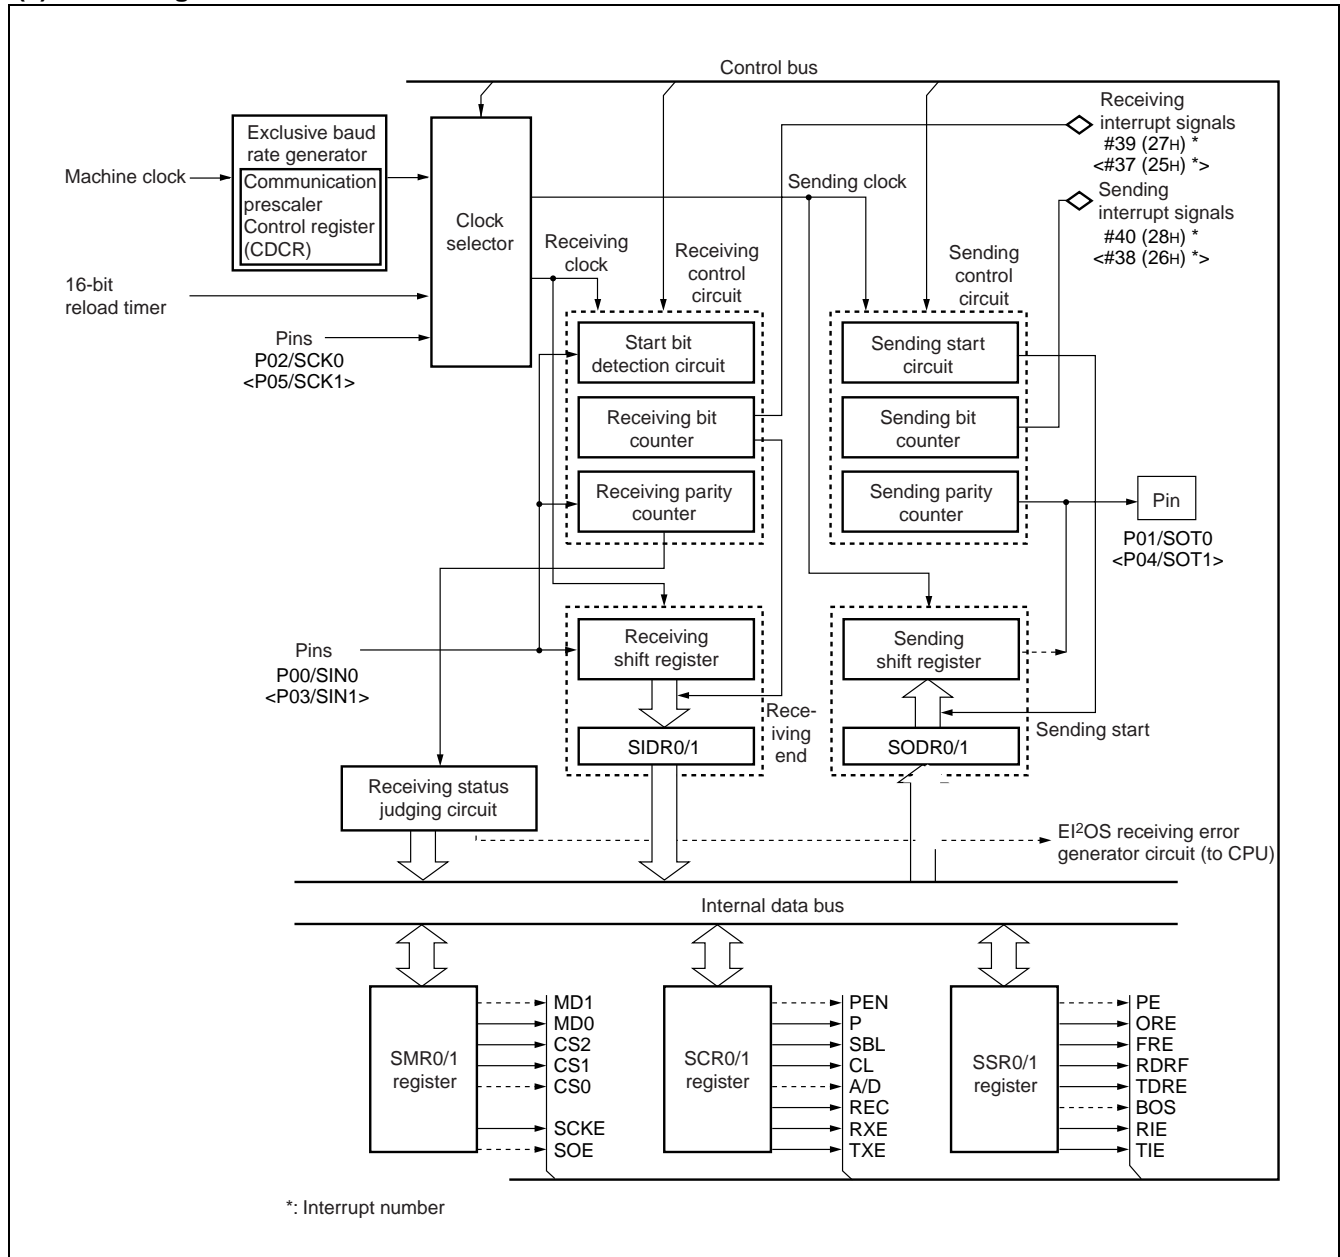 Control bus
Receiving
interrupt signals
#39 (27H) *
<#37 (25H) *>
Sending
interrupt signals
#40 (28H) *
<#38 (26H) *>
Exclusive baud
rate generator
Communication
prescaler
Control register
(CDCR)
Machine clock
Clock
selector
Sending clock
Receiving
clock
Receiving
control
circuit
Sending
control
circuit
16-bit
reload timer
Pins
P02/SCK0
<P05/SCK1>
Start bit
detection circuit
Receiving bit
counter
Receiving parity
counter
Sending start
circuit
Sending bit
counter
Sending parity
counter
Pin
P01/SOT0
<P04/SOT1>
Pins
P00/SIN0
<P03/SIN1>
Receiving
shift register
SIDR0/1
Rece-
iving
end
Sending
shift register
SODR0/1
Sending start
Receiving status
judging circuit
EI2OS receiving error
generator circuit (to CPU)
Internal data bus
SMR0/1
register
MD1
MD0
CS2
CS1
CS0
SCKE
SOE
SCR0/1
register
PEN
P
SBL
CL
A/D
REC
RXE
TXE
SSR0/1
register
PE
ORE
FRE
RDRF
TDRE
BOS
RIE
TIE
*: Interrupt number